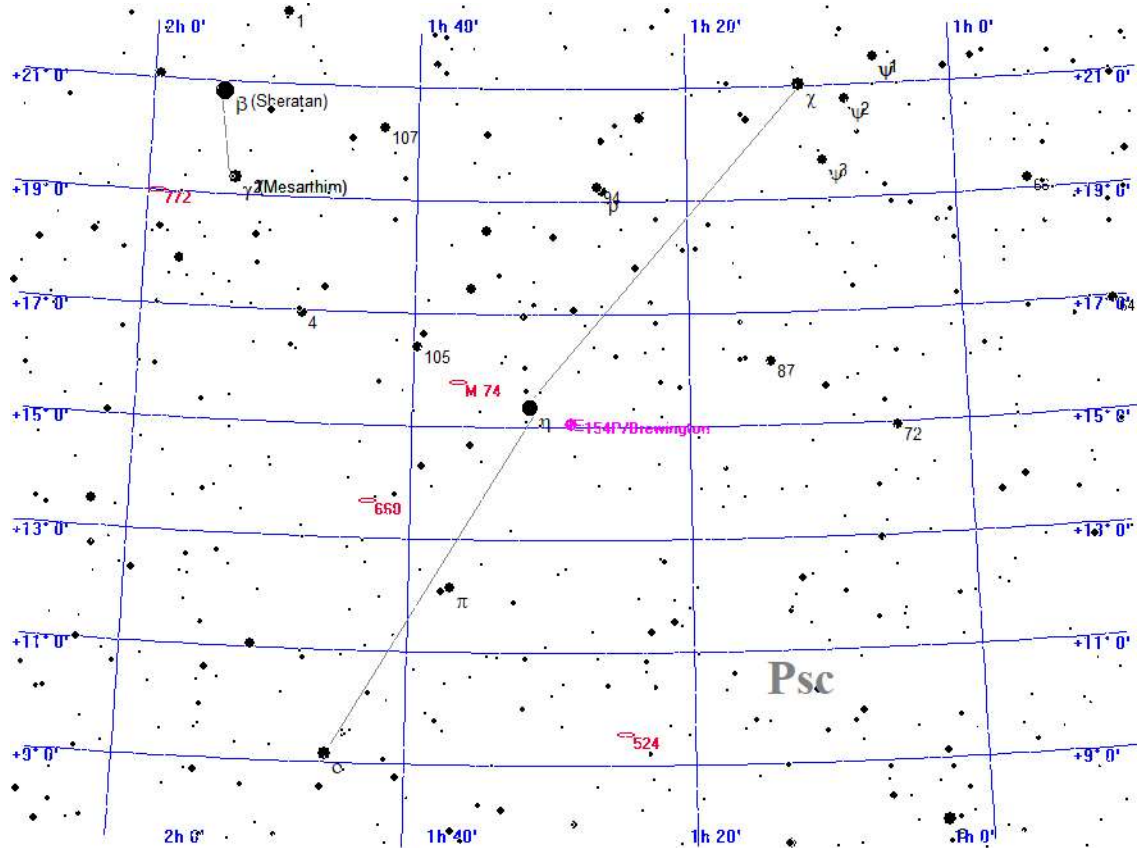 1
2h 0'
1h 40'
1h 20'
1h 0'
+21° 0'
ψ1
+21° 0'
β (Sheratan)
χ
ψ2
107
ψ3
γ2 (Mesarthim)
+19° 0'
772
94
ρ
+19° 0'
+17° 0'
4
+17° 0'
64
105
87
M 74
+15° 0'
η
154P/Brewington
72
+15° 0'
660
+13° 0'
+13° 0'
π
+11° 0'
+11° 0'
Psc
524
+9° 0'
ο
+9° 0'
2h 0'
1h 40'
1h 20'
1h 0'